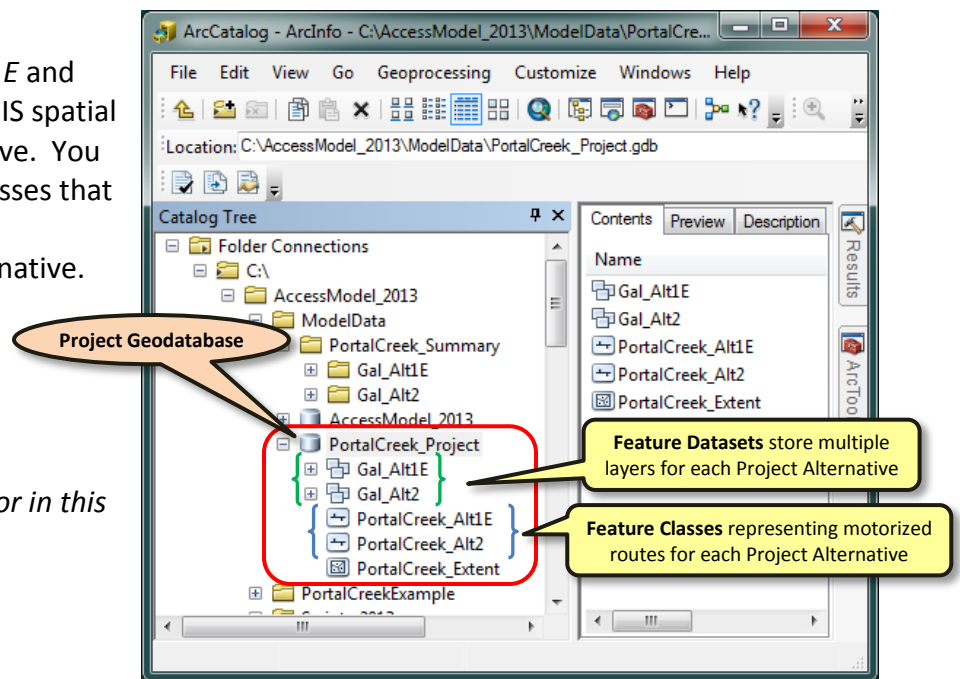 ArcCatalog - ArcInfo - C:\AccessModel_2013\ModelData\PortalCre...
E and
IS spatial
ve. You
sses that
native.
or in this
File Edit View Go Geoprocessing Customize Windows Help
Location: C:\AccessModel_2013\ModelData\PortalCreek_Project.gdb
Catalog Tree
Folder Connections
C:\
AccessModel_2013
ModelData
PortalCreek_Summary
Gal_Alt1E
Gal_Alt2
AccessModel_2013
PortalCreek_Project
Gal_Alt1E
Gal_Alt2
PortalCreek_Alt1E
PortalCreek_Alt2
PortalCreek_Extent
PortalCreekExample
Project Geodatabase
Contents Preview Description
Name
Gal_Alt1E
Gal_Alt2
PortalCreek_Alt1E
PortalCreek_Alt2
PortalCreek_Extent
Results
ArcToo
Feature Datasets store multiple
layers for each Project Alternative
Feature Classes representing motorized
routes for each Project Alternative